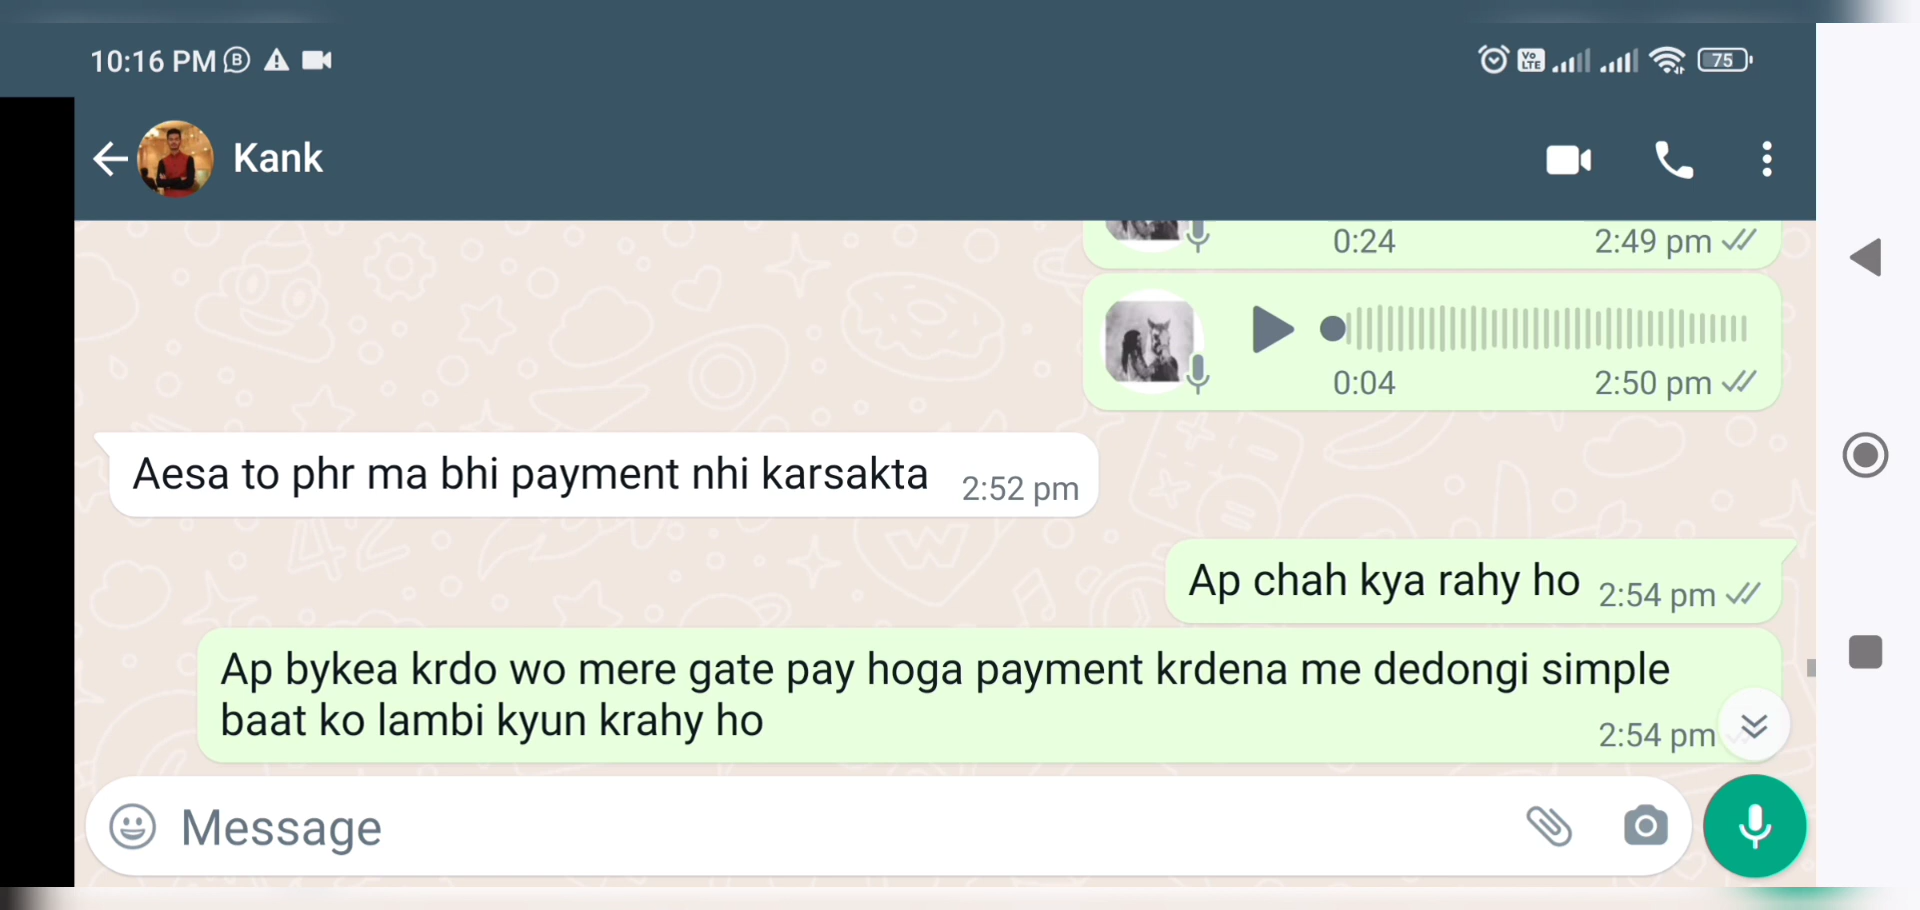 10:16 PM
75
Kank
0:24 2:49 pm
0:04 2:50 pm
Aesa to phr ma bhi payment nhi karsakta 2:52 pm
Ap chah kya rahy ho 2:54 pm
Ap bykea krdo wo mere gate pay hoga payment krdena me dedongi simple
baat ko lambi kyun krahy ho
2:54 pm
Message